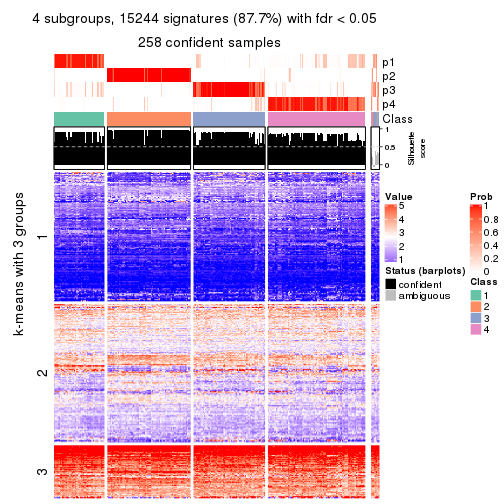 4 subgroups, 15244 signatures (87.7%) with fdr < 0.05
258 confident samples
p1
p2
p3
p4
Class
1
0.5
0
Silhouette
score
k-means with 3 groups
1
2
3
Value
5
4
3
2
1
Status (barplots)
confident
ambiguous
Prob
1
0.8
0.6
0.4
0.2
0
Class
1
2
3
4